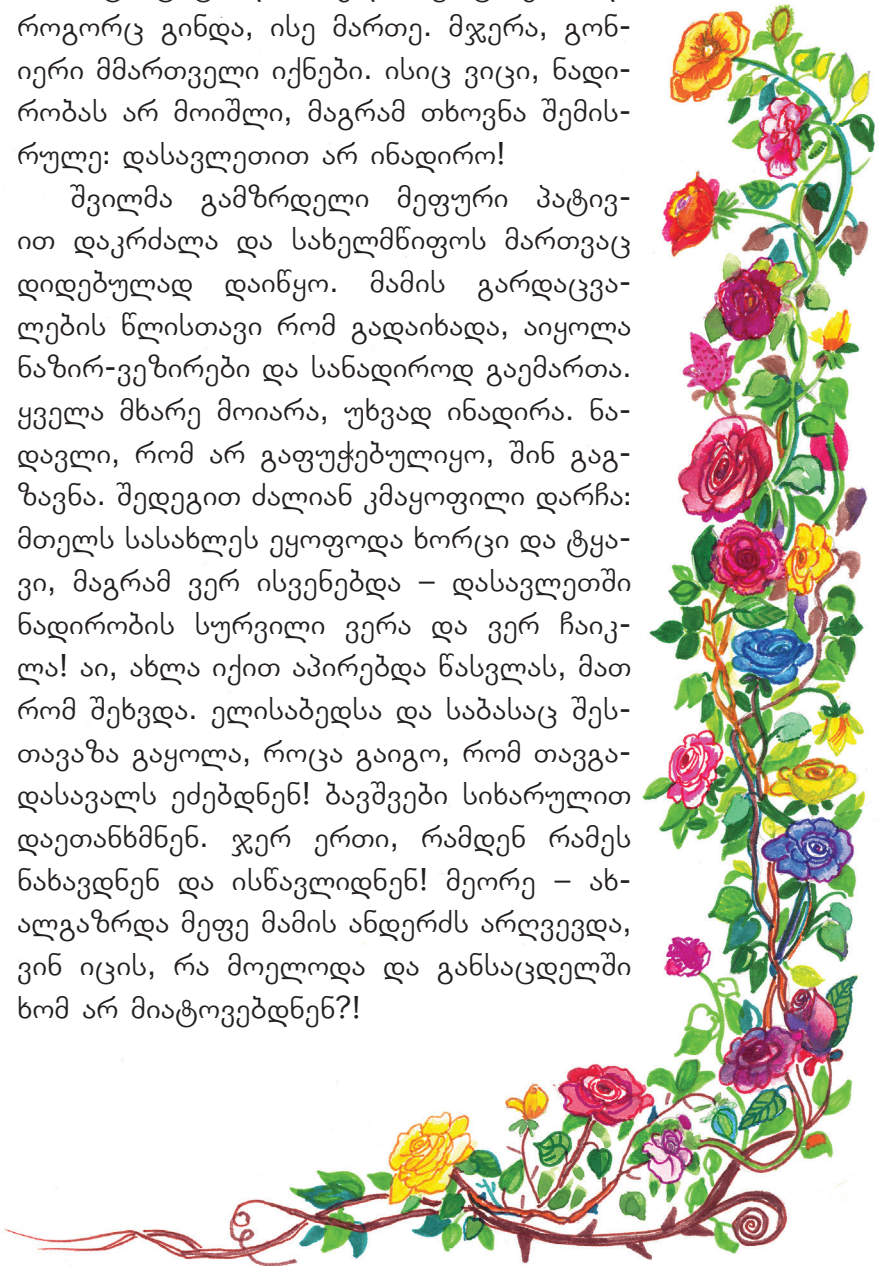 როგორც გინდა, ისე მართე. მჯერა, გონ-
იერი მმართველი იქნები. ისიც ვიცი, ნადი-
რობას არ მოიშლი, მაგრამ თხოვნა შემის-
რულე: დასავლეთით არ ინადირო!
შვილმა გამზრდელი მეფური პატივ-
ით დაკრძალა და სახელმწიფოს მართვაც
დიდებულად დაიწყო. მამის გარდაცვა-
ლების წლისთავი რომ გადაიხადა, აიყოლა
ნაზირ-ვეზირები და სანადიროდ გაემართა.
ყველა მხარე მოიარა, უხვად ინადირა. ნა-
დავლი, რომ არ გაფუჭებულიყო, შინ გაგ-
ზავნა. შედეგით ძალიან კმაყოფილი დარჩა:
მთელს სასახლეს ეყოფოდა ხორცი და ტყა-
ვი, მაგრამ ვერ ისვენებდა – დასავლეთში
ნადირობის სურვილი ვერა და ვერ ჩაიკ-
ლა! აი, ახლა იქით აპირებდა წასვლას, მათ
რომ შეხვდა. ელისაბედსა და საბასაც შეს-
თავაზა გაყოლა, როცა გაიგო, რომ თავგა-
დასავალს ეძებდნენ! ბავშვები სიხარულით
დაეთანხმნენ. ჯერ ერთი, რამდენ რამეს
ნახავდნენ და ისწავლიდნენ! მეორე – ახ-
ალგაზრდა მეფე მამის ანდერძს არღვევდა,
ვინ იცის, რა მოელოდა და განსაცდელში
ხომ არ მიატოვებდნენ?!